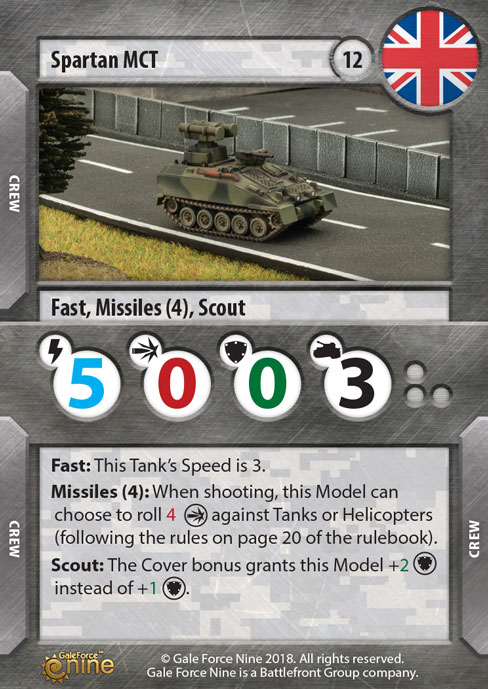 Spartan MCT
12
CREW
Fast, Missiles (4), Scout
5 0 0 3
Fast: This Tank's Speed is 3.
Missiles (4): When shooting, this Model can
choose to roll 4 against Tanks or Helicopters
(following the rules on page 20 of the rulebook).
Scout: The Cover bonus grants this Model +2
instead of +1 .
CREW
CREW
GaleForce™
nine
© Gale Force Nine 2018. All rights reserved.
Gale Force Nine is a Battlefront Group company.